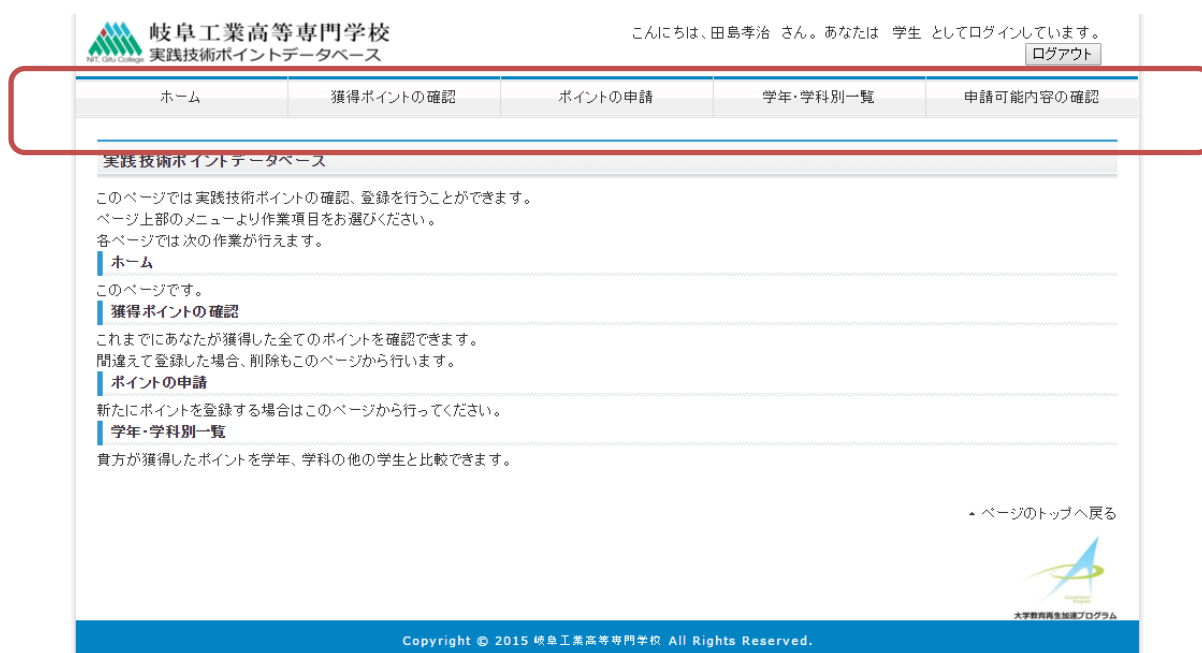 岐阜工業高等専門学校
NIT, Gifu College
実践技術ポイントデータベース
こんにちは、田島孝治 さん。あなたは 学生 としてログインしています。
ログアウト
ホーム 獲得ポイントの確認 ポイントの申請 学年・学科別一覧 申請可能内容の確認
実践技術ポイントデータベース
このページでは実践技術ポイントの確認、登録を行うことができます。
ページ上部のメニューより作業項目をお選びください。
各ページでは次の作業が行えます。
ホーム
このページです。
獲得ポイントの確認
これまでにあなたが獲得した全てのポイントを確認できます。
間違えて登録した場合、削除もこのページから行います。
ポイントの申請
新たにポイントを登録する場合はこのページから行ってください。
学年・学科別一覧
貴方が獲得したポイントを学年、学科の他の学生と比較できます。
ページのトップへ戻る
大学教育再生加速プログラム
Copyright © 2015 岐阜工業高等専門学校 All Rights Reserved.